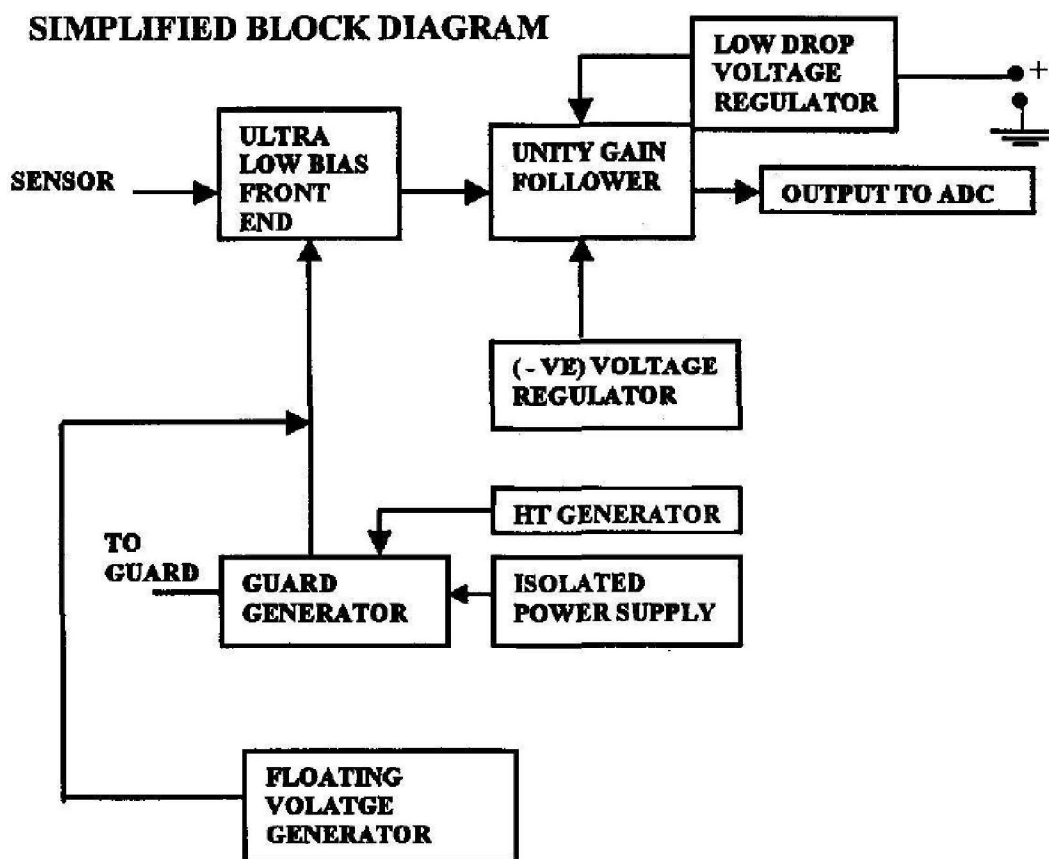 SIMPLIFIED BLOCK DIAGRAM
LOW DROP
VOLTAGE
REGULATOR
+
ULTRA
LOW BIAS
FRONT
END
SENSOR
UNITY GAIN
FOLLOWER
OUTPUT TO ADC
( - VE) VOLTAGE
REGULATOR
HT GENERATOR
TO
GUARD
GUARD
GENERATOR
ISOLATED
POWER SUPPLY
FLOATING
VOLATGE
GENERATOR